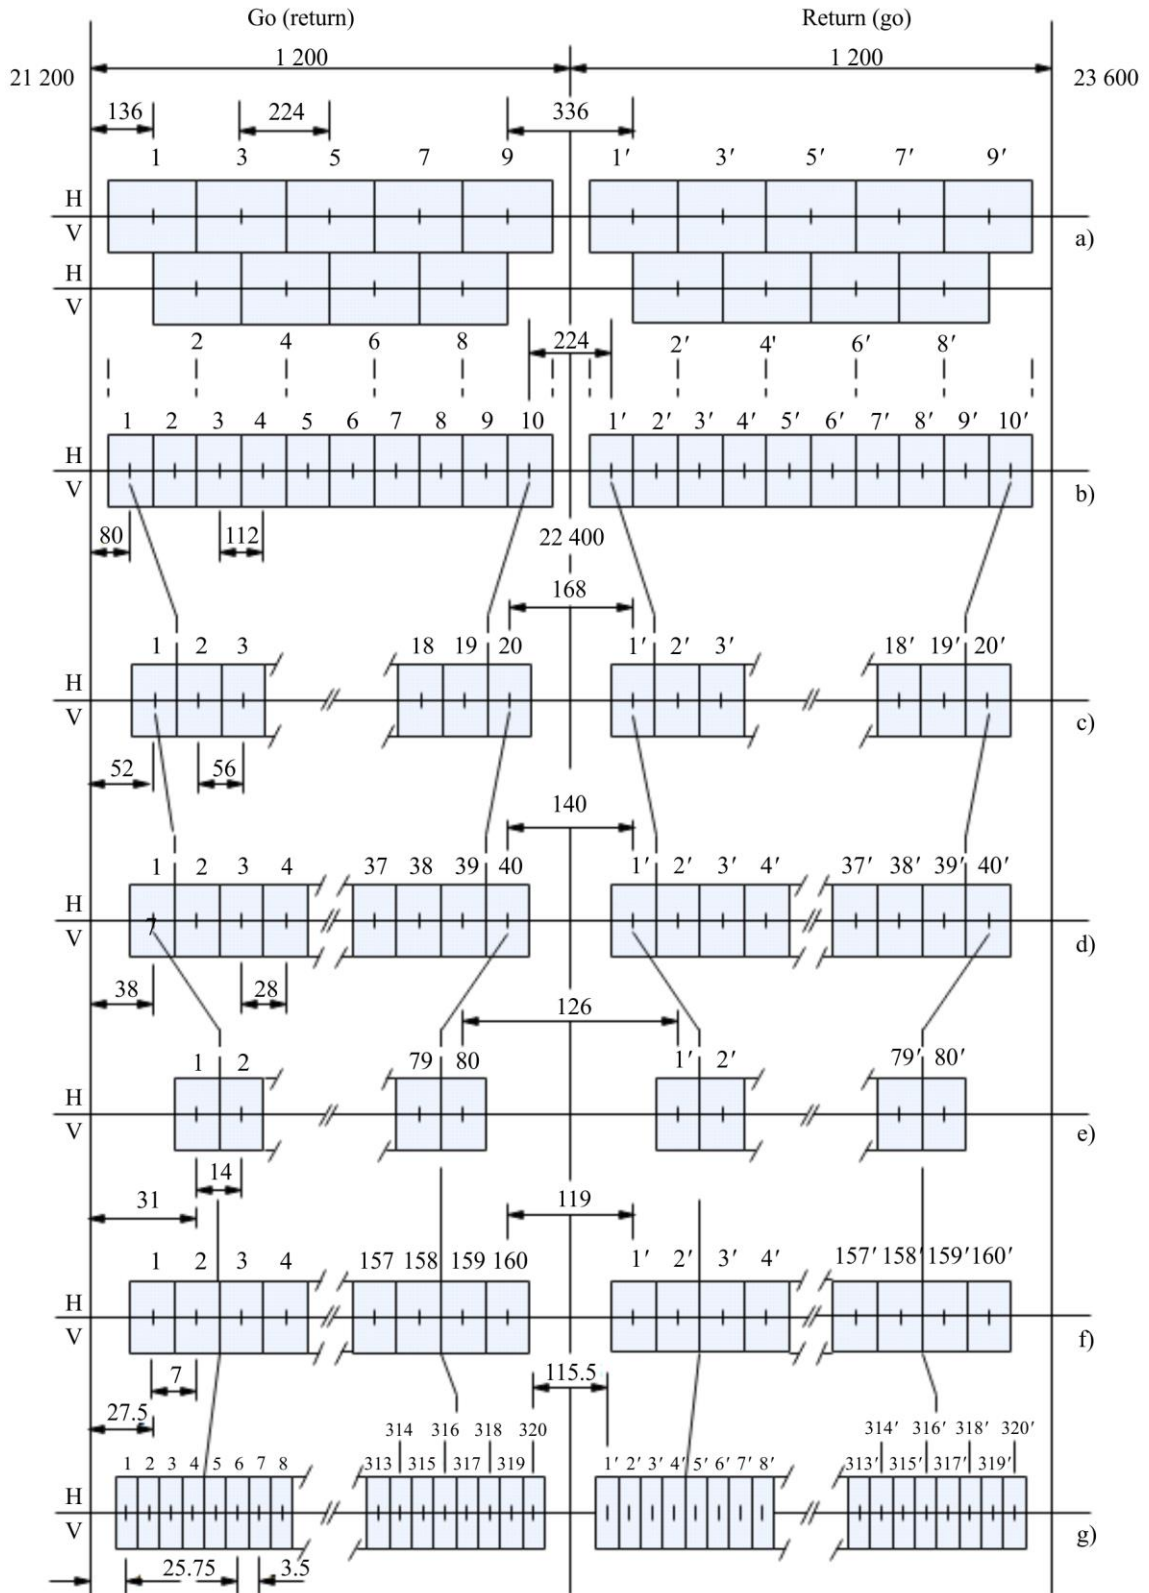 Go (return) Return (go)
1 200 1 200
21 200 23 600
136 224 336
1 3 5 7 9 1′ 3′ 5′ 7′ 9′
H
V a)
H
V
2 4 6 8 224 2′ 4′ 6′ 8′
1 2 3 4 5 6 7 8 9 10 1′ 2′ 3′ 4′ 5′ 6′ 7′ 8′ 9′ 10′
H
V b)
80 112 22 400
168
1 2 3 18 19 20 1′ 2′ 3′ 18′ 19′ 20′
H
V c)
52 56
140
1 2 3 4 37 38 39 40 1′ 2′ 3′ 4′ 37′ 38′ 39′ 40′
H
7
V d)
38 28
126
1 2 79 80 1′ 2′ 79′ 80′
H
V e)
14
31 119
1 2 3 4 157 158 159 160 1′ 2′ 3′ 4′ 157′ 158′ 159′ 160′
H
V f)
7 115.5
27.5
314 316 318 320 314′ 316′ 318′ 320′
1 2 3 4 5 6 7 8 313 315 317 319 1′ 2′ 3′ 4′ 5′ 6′ 7′ 8′ 313′ 315′ 317′ 319′
H
V g)
25.75 3.5